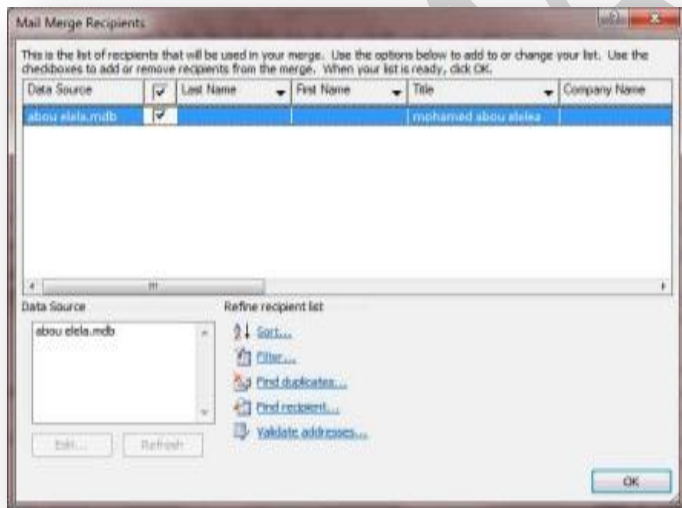 Mail Merge Recipients
This is the list of recipients that will be used in your merge. Use the options below to add to or change your list. Use the
checkboxes to add or remove recipients from the merge. When your list is ready, click OK.
Data Source Last Name First Name Title Company Name
abou elela.mdb mohamed abou elelea
Data Source Refine recipient list
abou elela.mdb
Sort...
Filter...
Find duplicates...
Find recipient...
Validate addresses...
Edit... Refresh
OK